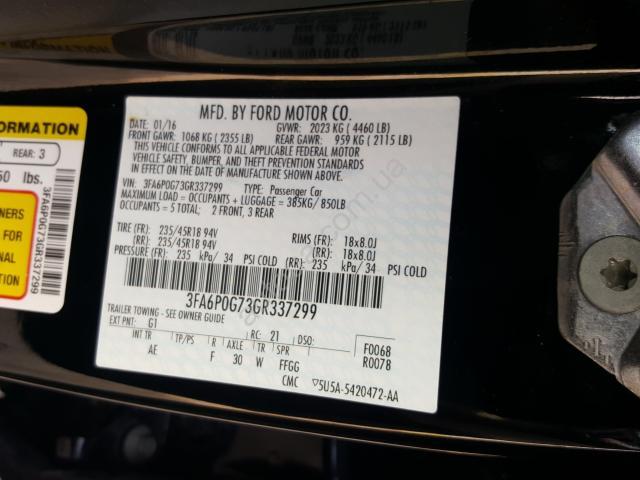 MFD. BY FORD MOTOR CO.
DATE: 01/16 GVWR: 2023 KG ( 4460 LB)
FRONT GAWR: 1068 KG ( 2355 LB) REAR GAWR: 959 KG ( 2115 LB)
THIS VEHICLE CONFORMS TO ALL APPLICABLE FEDERAL MOTOR
VEHICLE SAFETY, BUMPER, AND THEFT PREVENTION STANDARDS
IN EFFECT ON THE DATE OF MANUFACTURE SHOWN ABOVE.
VIN: 3FA6P0G73GR337299 TYPE: Passenger Car
MAXIMUM LOAD = OCCUPANTS + LUGGAGE = 385KG/ 850LB
OCCUPANTS = 5 TOTAL; 2 FRONT, 3 REAR
TIRE (FR): 235/45R18 94V RIMS (FR): 18x8.0J
(RR): 235/45R18 94V (RR): 18x8.0J
PRESSURE (FR): 235 kPa/ 34 PSI COLD (RR): 235 kPa/ 34 PSI COLD
3FA6P0G73GR337299
TRAILER TOWING - SEE OWNER GUIDE
EXT PNT: G1 RC: 21 DSO: F0068
INT TR TP/PS R AXLE TR SPR R0078
AE F 30 W FFGG
CMC 5U5A-5420472-AA
ORMATION
REAR: 3
50 lbs.
3FA6P0G73GR337299
NERS
FOR
NAL
ION